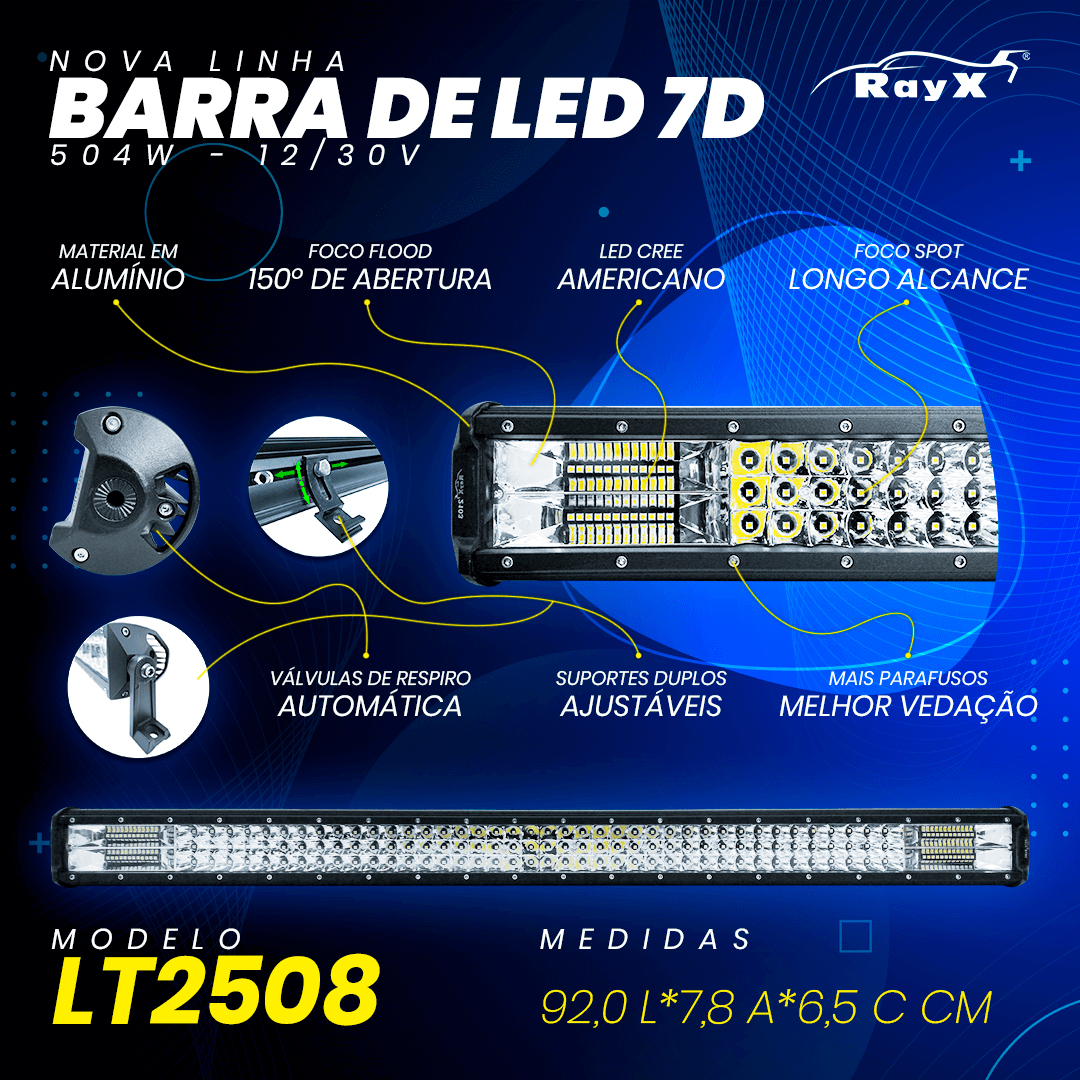 NOVA LINHA
BARRA DE LED 7D
504W - 12/30V
RayX®
MATERIAL EM
ALUMÍNIO
FOCO FLOOD
150º DE ABERTURA
LED CREE
AMERICANO
FOCO SPOT
LONGO ALCANCE
VÁLVULAS DE RESPIRO
AUTOMÁTICA
SUPORTES DUPLOS
AJUSTÁVEIS
MAIS PARAFUSOS
MELHOR VEDAÇÃO
MODELO
LT2508
MEDIDAS
92,0 L*7,8 A*6,5 C CM